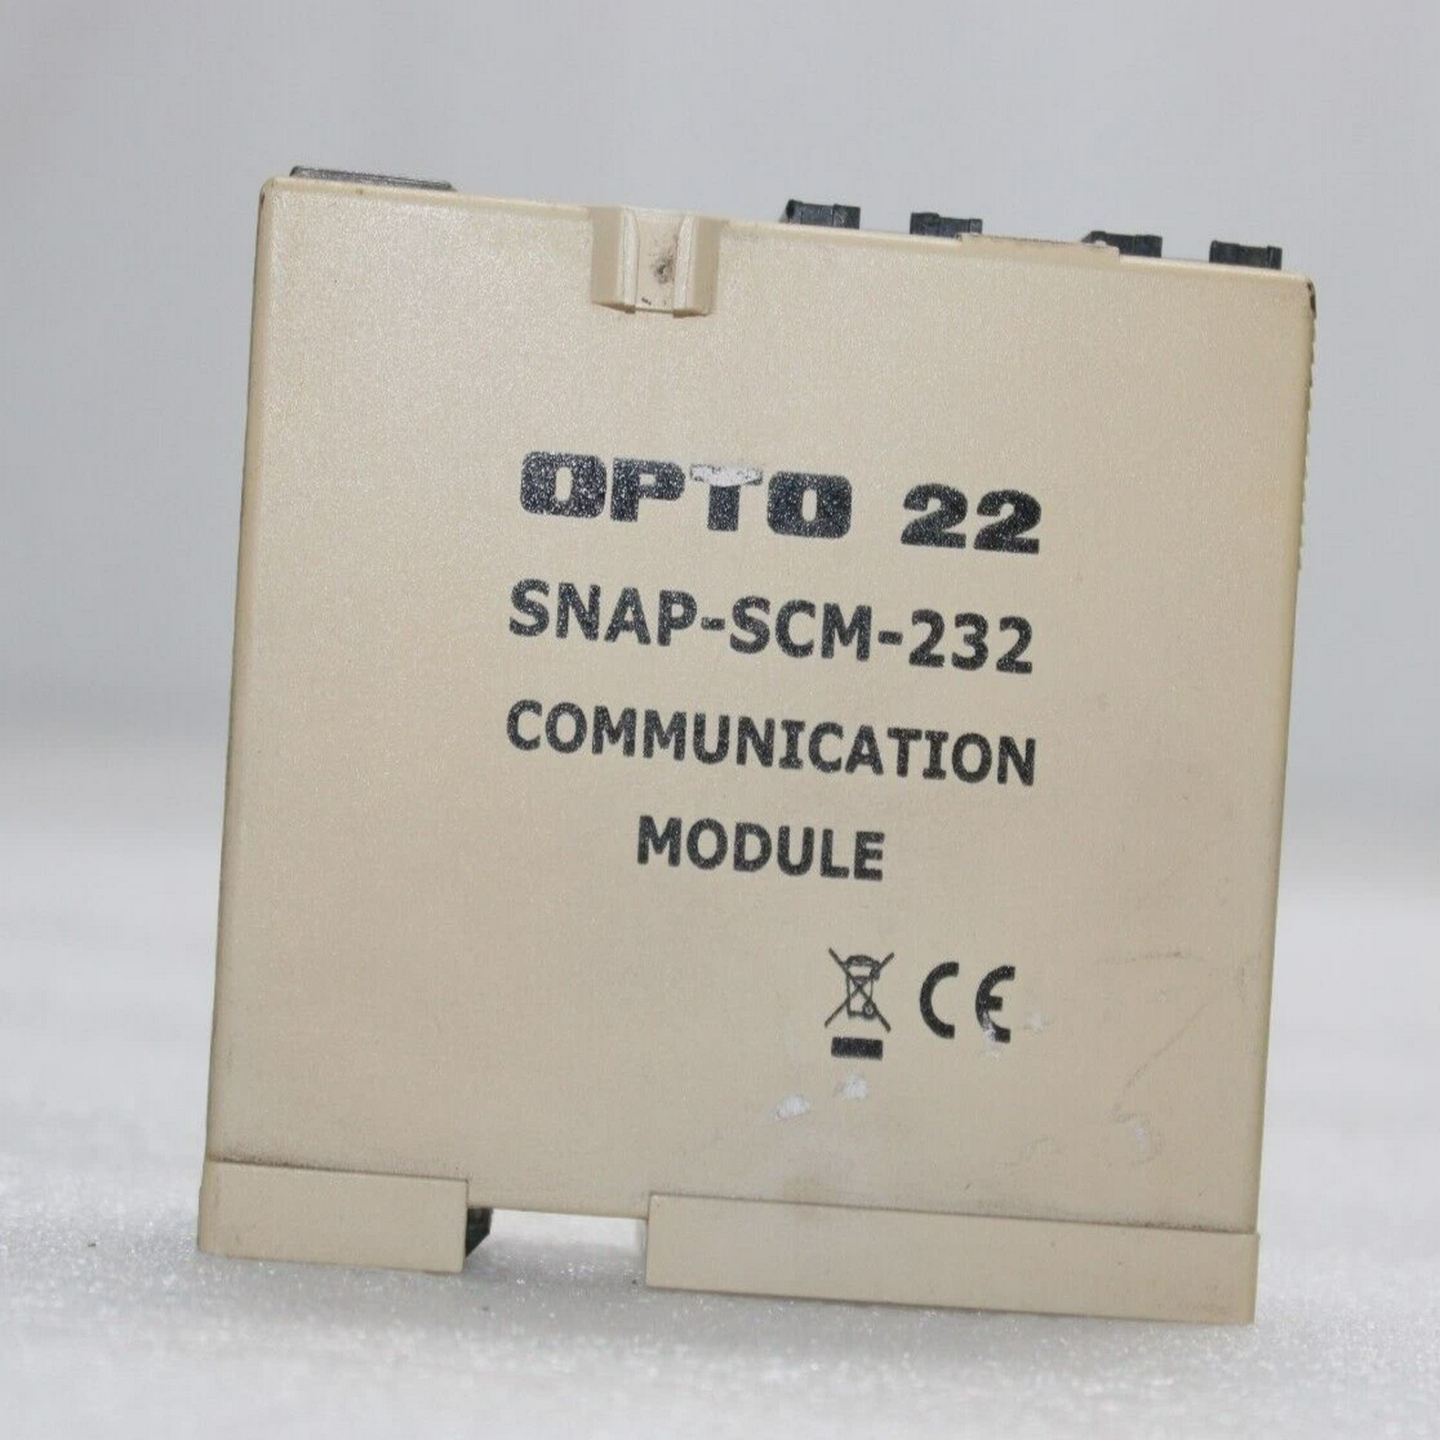 OPTO 22
SNAP-SCM-232
COMMUNICATION
MODULE
CE